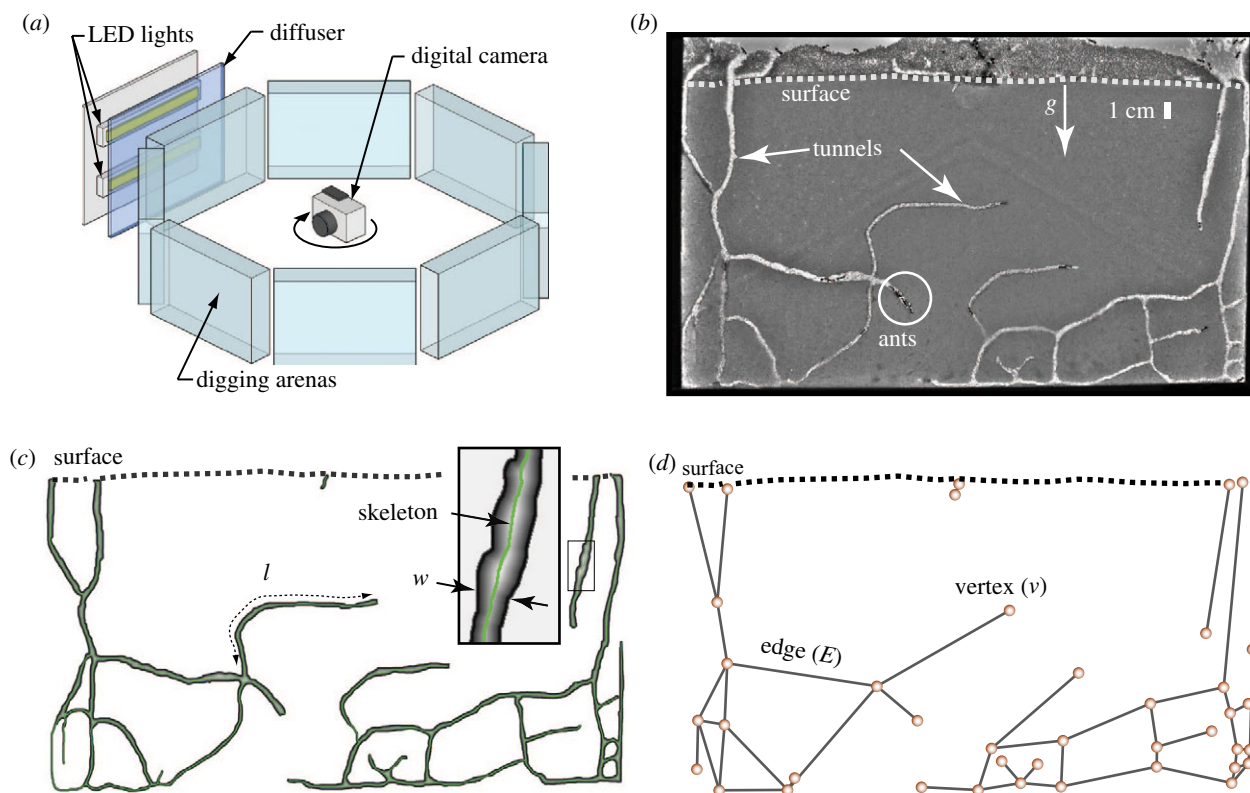 (a)
LED lights
diffuser
digital camera
digging arenas
(b)
surface
g
1 cm
tunnels
ants
(c)
surface
skeleton
w
l
(d)
surface
vertex (v)
edge (E)